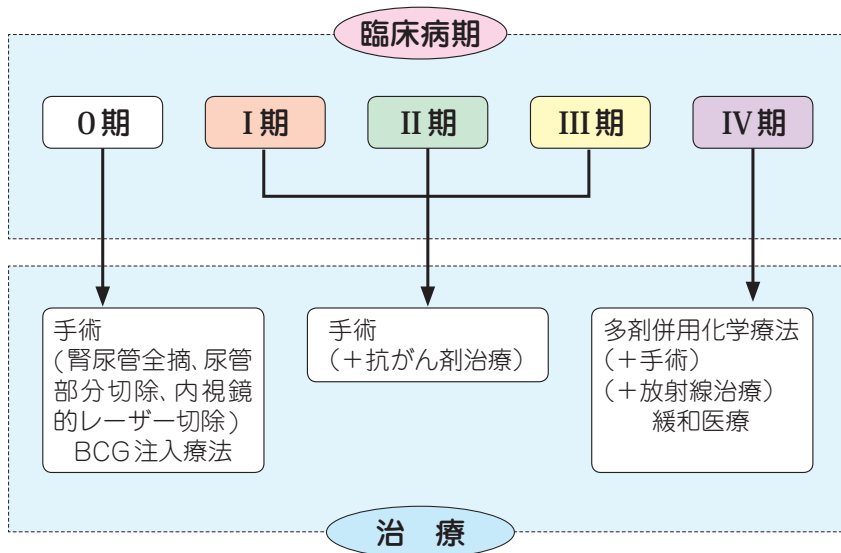 臨床病期
0期
I期
II期
III期
IV期
手術
(腎尿管全摘、尿管
部分切除、内視鏡
的レーザー切除)
BCG注入療法
手術
(＋抗がん剤治療)
多剤併用化学療法
(＋手術)
(＋放射線治療)
緩和医療
治 療